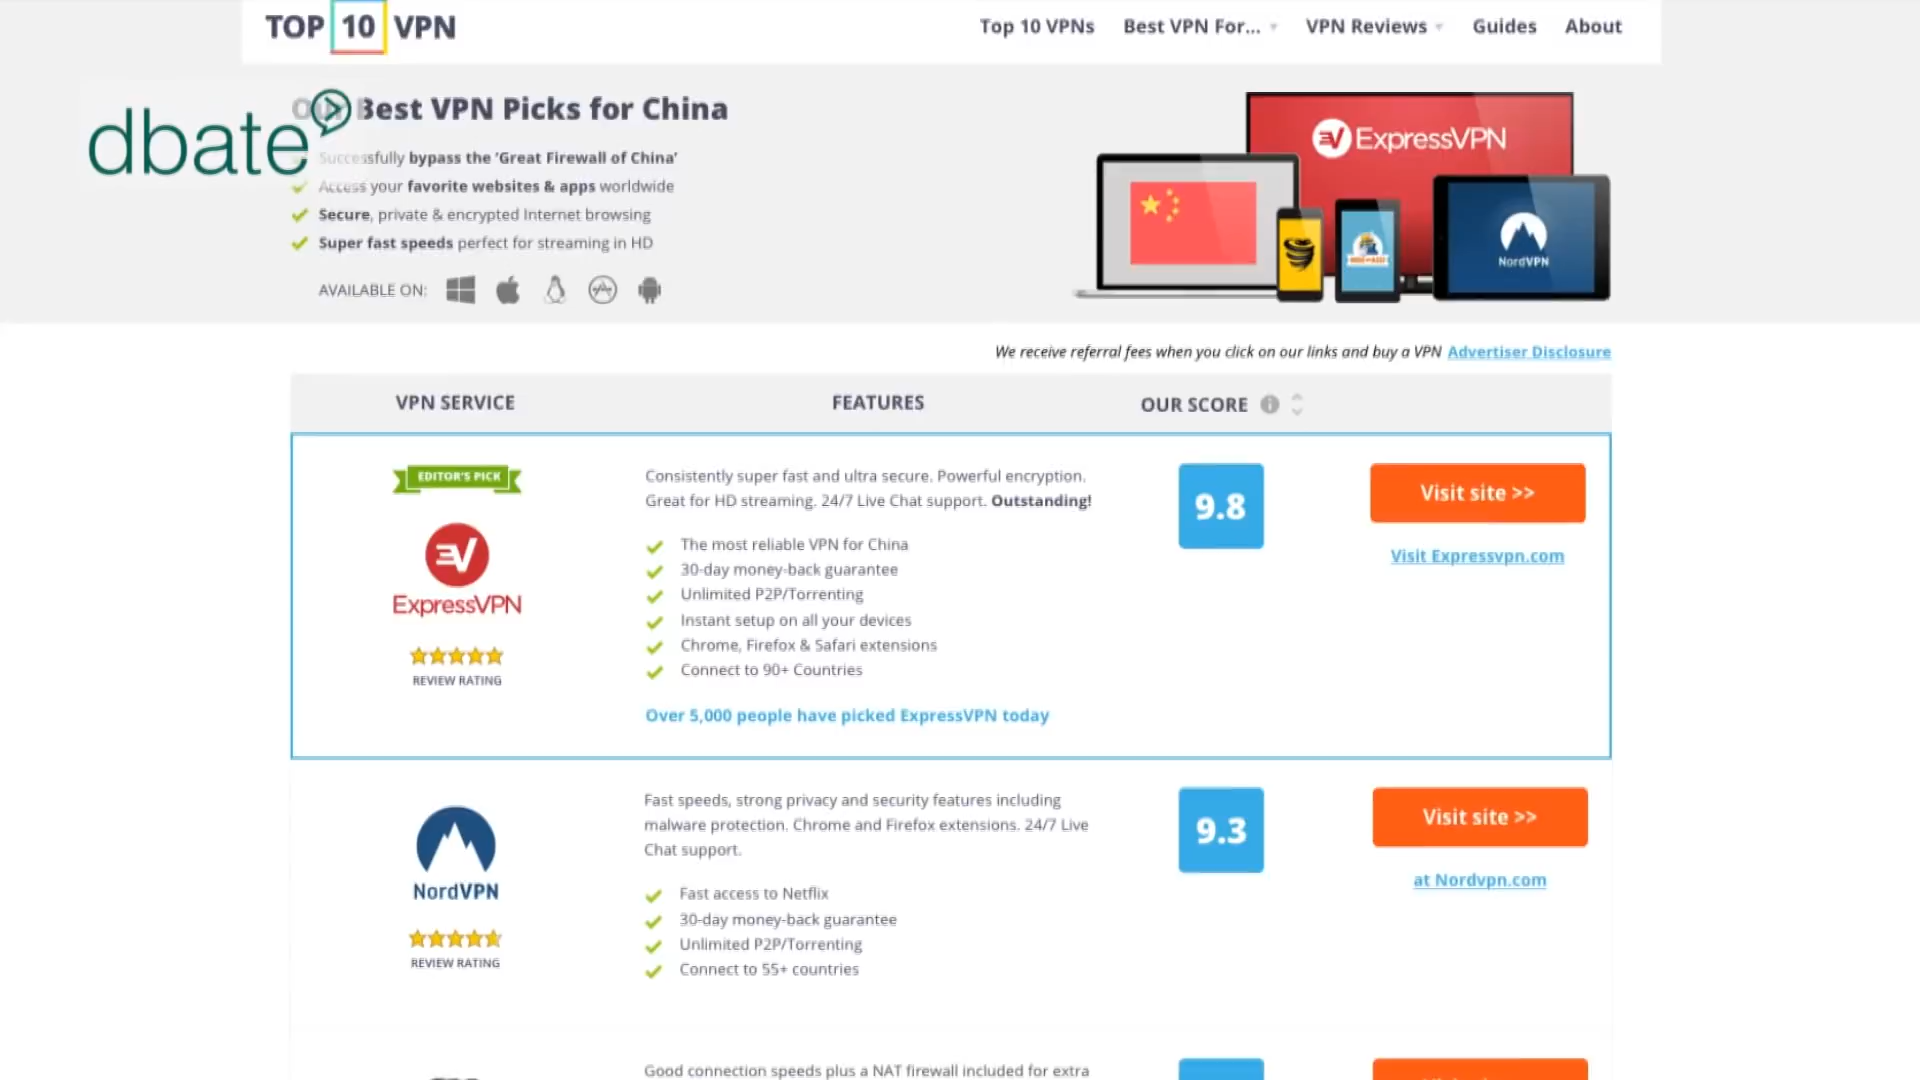 TOP 10 VPN
Top 10 VPNs Best VPN For... VPN Reviews Guides About
dbate
Our Best VPN Picks for China
Successfully bypass the ‘Great Firewall of China’
Access your favorite websites & apps worldwide
Secure, private & encrypted Internet browsing
Super fast speeds perfect for streaming in HD
AVAILABLE ON:
ExpressVPN
NordVPN
We receive referral fees when you click on our links and buy a VPN Advertiser Disclosure
VPN SERVICE FEATURES OUR SCORE
EDITOR'S PICK
ExpressVPN
REVIEW RATING
Consistently super fast and ultra secure. Powerful encryption.
Great for HD streaming. 24/7 Live Chat support. Outstanding!
The most reliable VPN for China
30-day money-back guarantee
Unlimited P2P/Torrenting
Instant setup on all your devices
Chrome, Firefox & Safari extensions
Connect to 90+ Countries
Over 5,000 people have picked ExpressVPN today
9.8
Visit site >>
Visit Expressvpn.com
NordVPN
REVIEW RATING
Fast speeds, strong privacy and security features including
malware protection. Chrome and Firefox extensions. 24/7 Live
Chat support.
Fast access to Netflix
30-day money-back guarantee
Unlimited P2P/Torrenting
Connect to 55+ countries
9.3
Visit site >>
at Nordvpn.com
Good connection speeds plus a NAT firewall included for extra